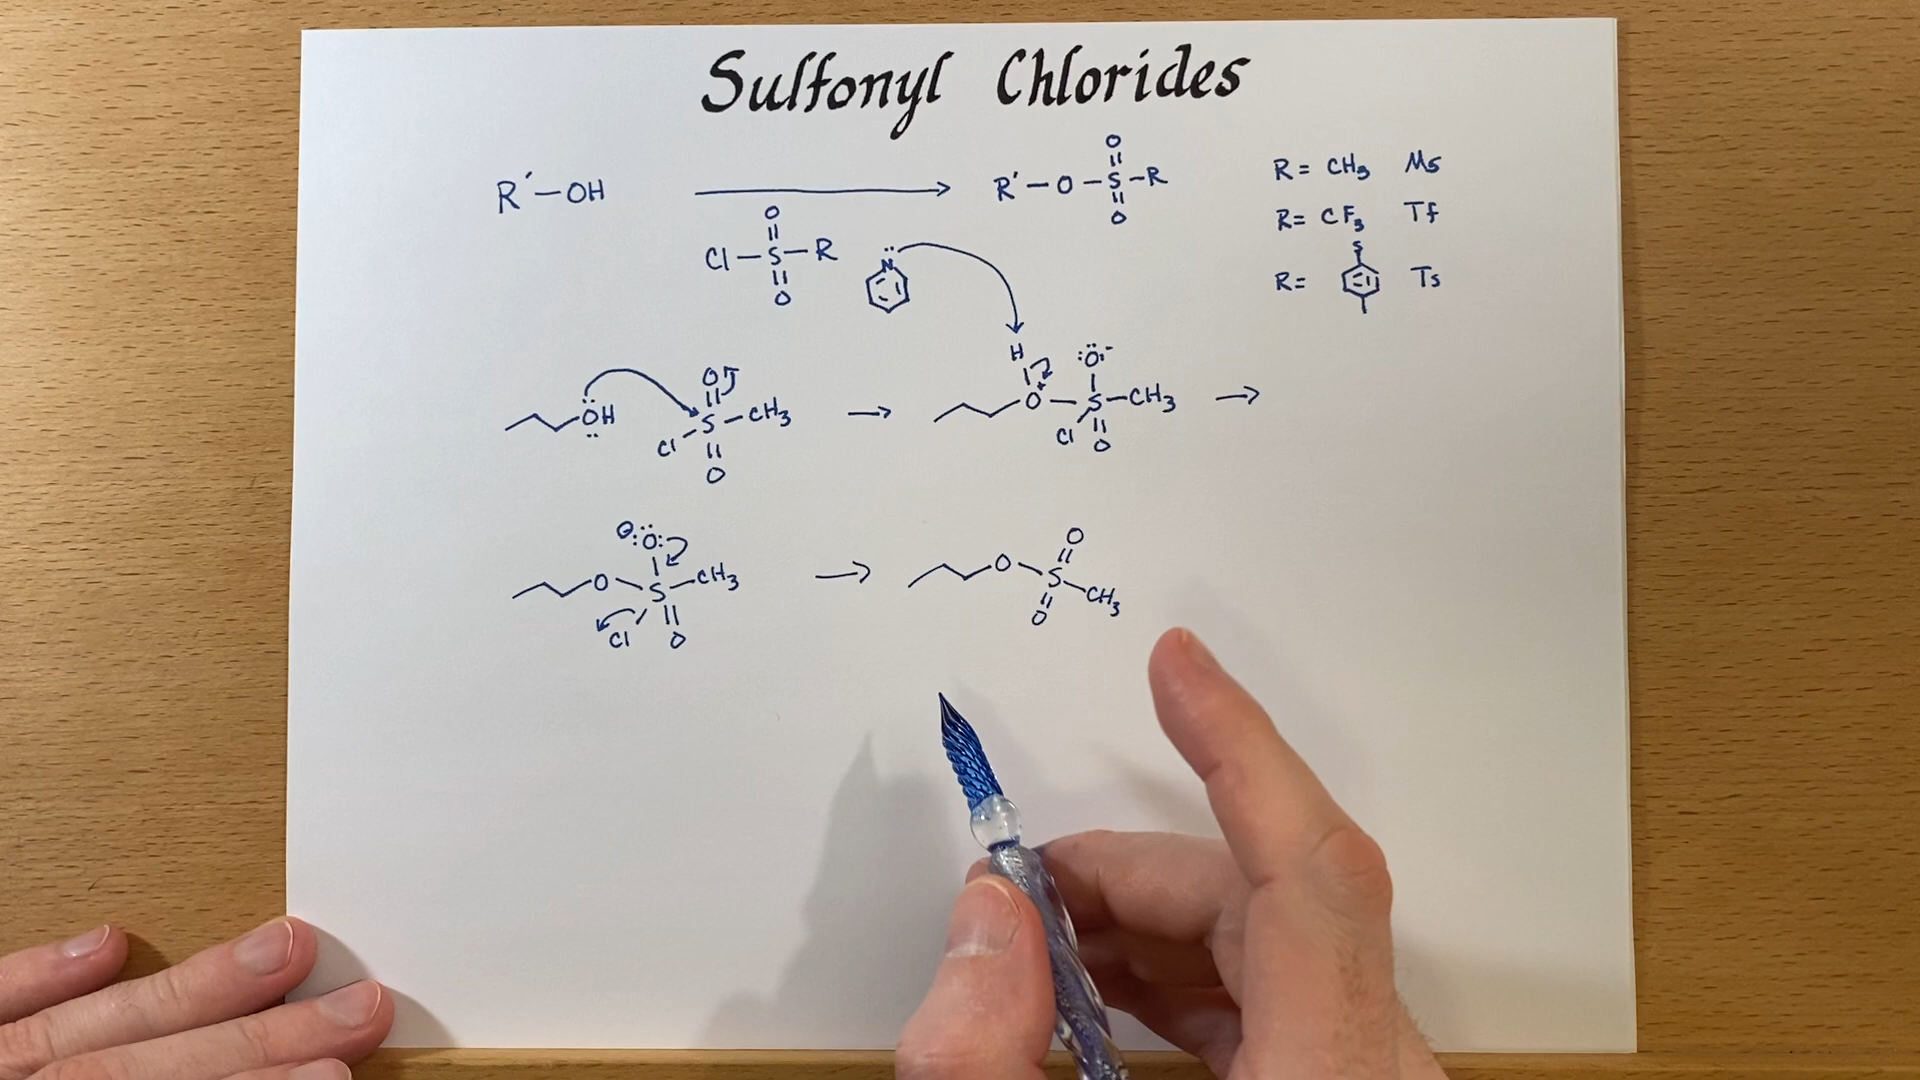 Sulfonyl Chlorides
R´—OH
R´—O—S—R
O
O
Cl—S—R
O
O
N
R= CH3 Ms
R= CF3 Tf
R= S Ts
OH
O
S—CH3
Cl
O
H
O+
:Ö:-
S—CH3
Cl
O
⊖:Ö:
O
S—CH3
Cl
O
O
O
S
O
CH3